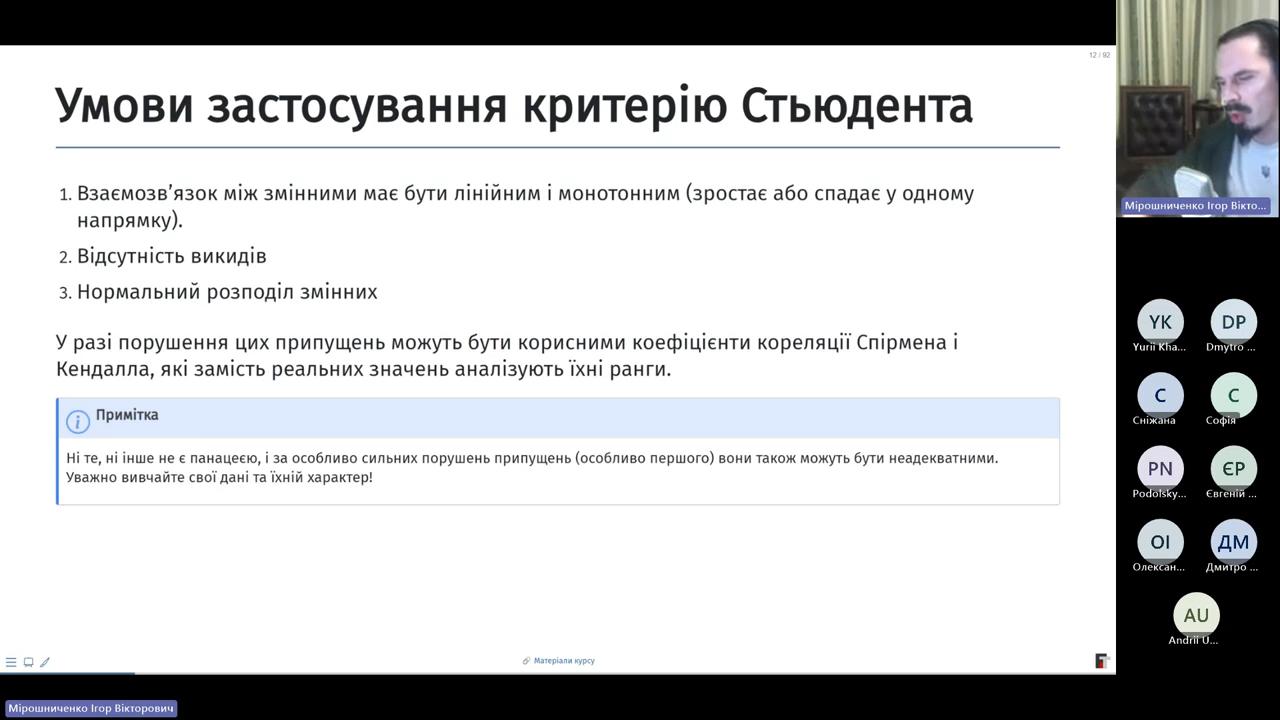 12 / 92
Умови застосування критерію Стьюдента
1. Взаємозв’язок між змінними має бути лінійним і монотонним (зростає або спадає у одному
напрямку).
2. Відсутність викидів
3. Нормальний розподіл змінних
У разі порушення цих припущень можуть бути корисними коефіцієнти кореляції Спірмена і
Кендалла, які замість реальних значень аналізують їхні ранги.
Примітка
Ні те, ні інше не є панацеєю, і за особливо сильних порушень припущень (особливо першого) вони також можуть бути неадекватними.
Уважно вивчайте свої дані та їхній характер!
Матеріали курсу
Мірошниченко Ігор Вікторович
Мірошниченко Ігор Вікто...
YK
Yurii Kha...
DP
Dmytro ...
С
Сніжана
С
Софія
PN
Podolsky...
ЄР
Євгеній ...
ОІ
Олексан...
ДМ
Дмитро ...
AU
Andrii U...